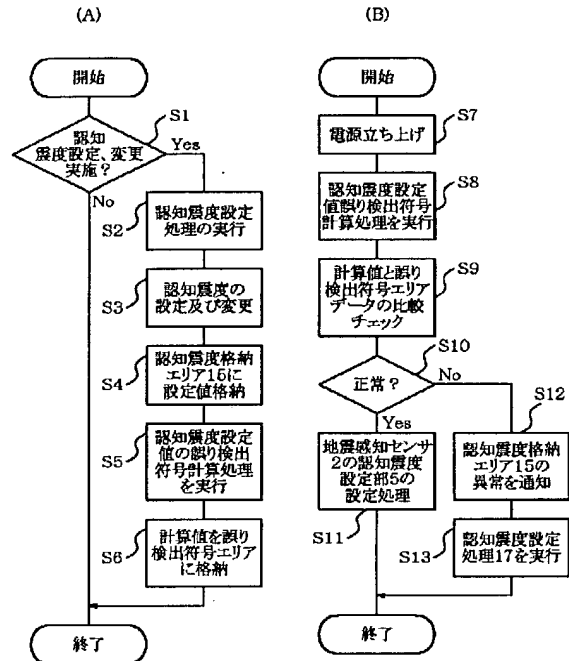 (A)
開始
S1
認知
震度設定、変更
実施?
Yes
No
S2
認知震度設定
処理の実行
S3
認知震度の
設定及び変更
S4
認知震度格納
エリア15に
設定値格納
S5
認知震度設定
値の誤り検出
符号計算処理
を実行
S6
計算値を誤り
検出符号エリア
に格納
終了
(B)
開始
S7
電源立ち上げ
S8
認知震度設定
値誤り検出符号
計算処理を実行
S9
計算値と誤り
検出符号エリア
データの比較
チェック
S10
正常?
No
Yes
S11
地震感知センサ
2の認知震度
設定部5の
設定処理
S12
認知震度格納
エリア15の
異常を通知
S13
認知震度設定
処理17を実行
終了